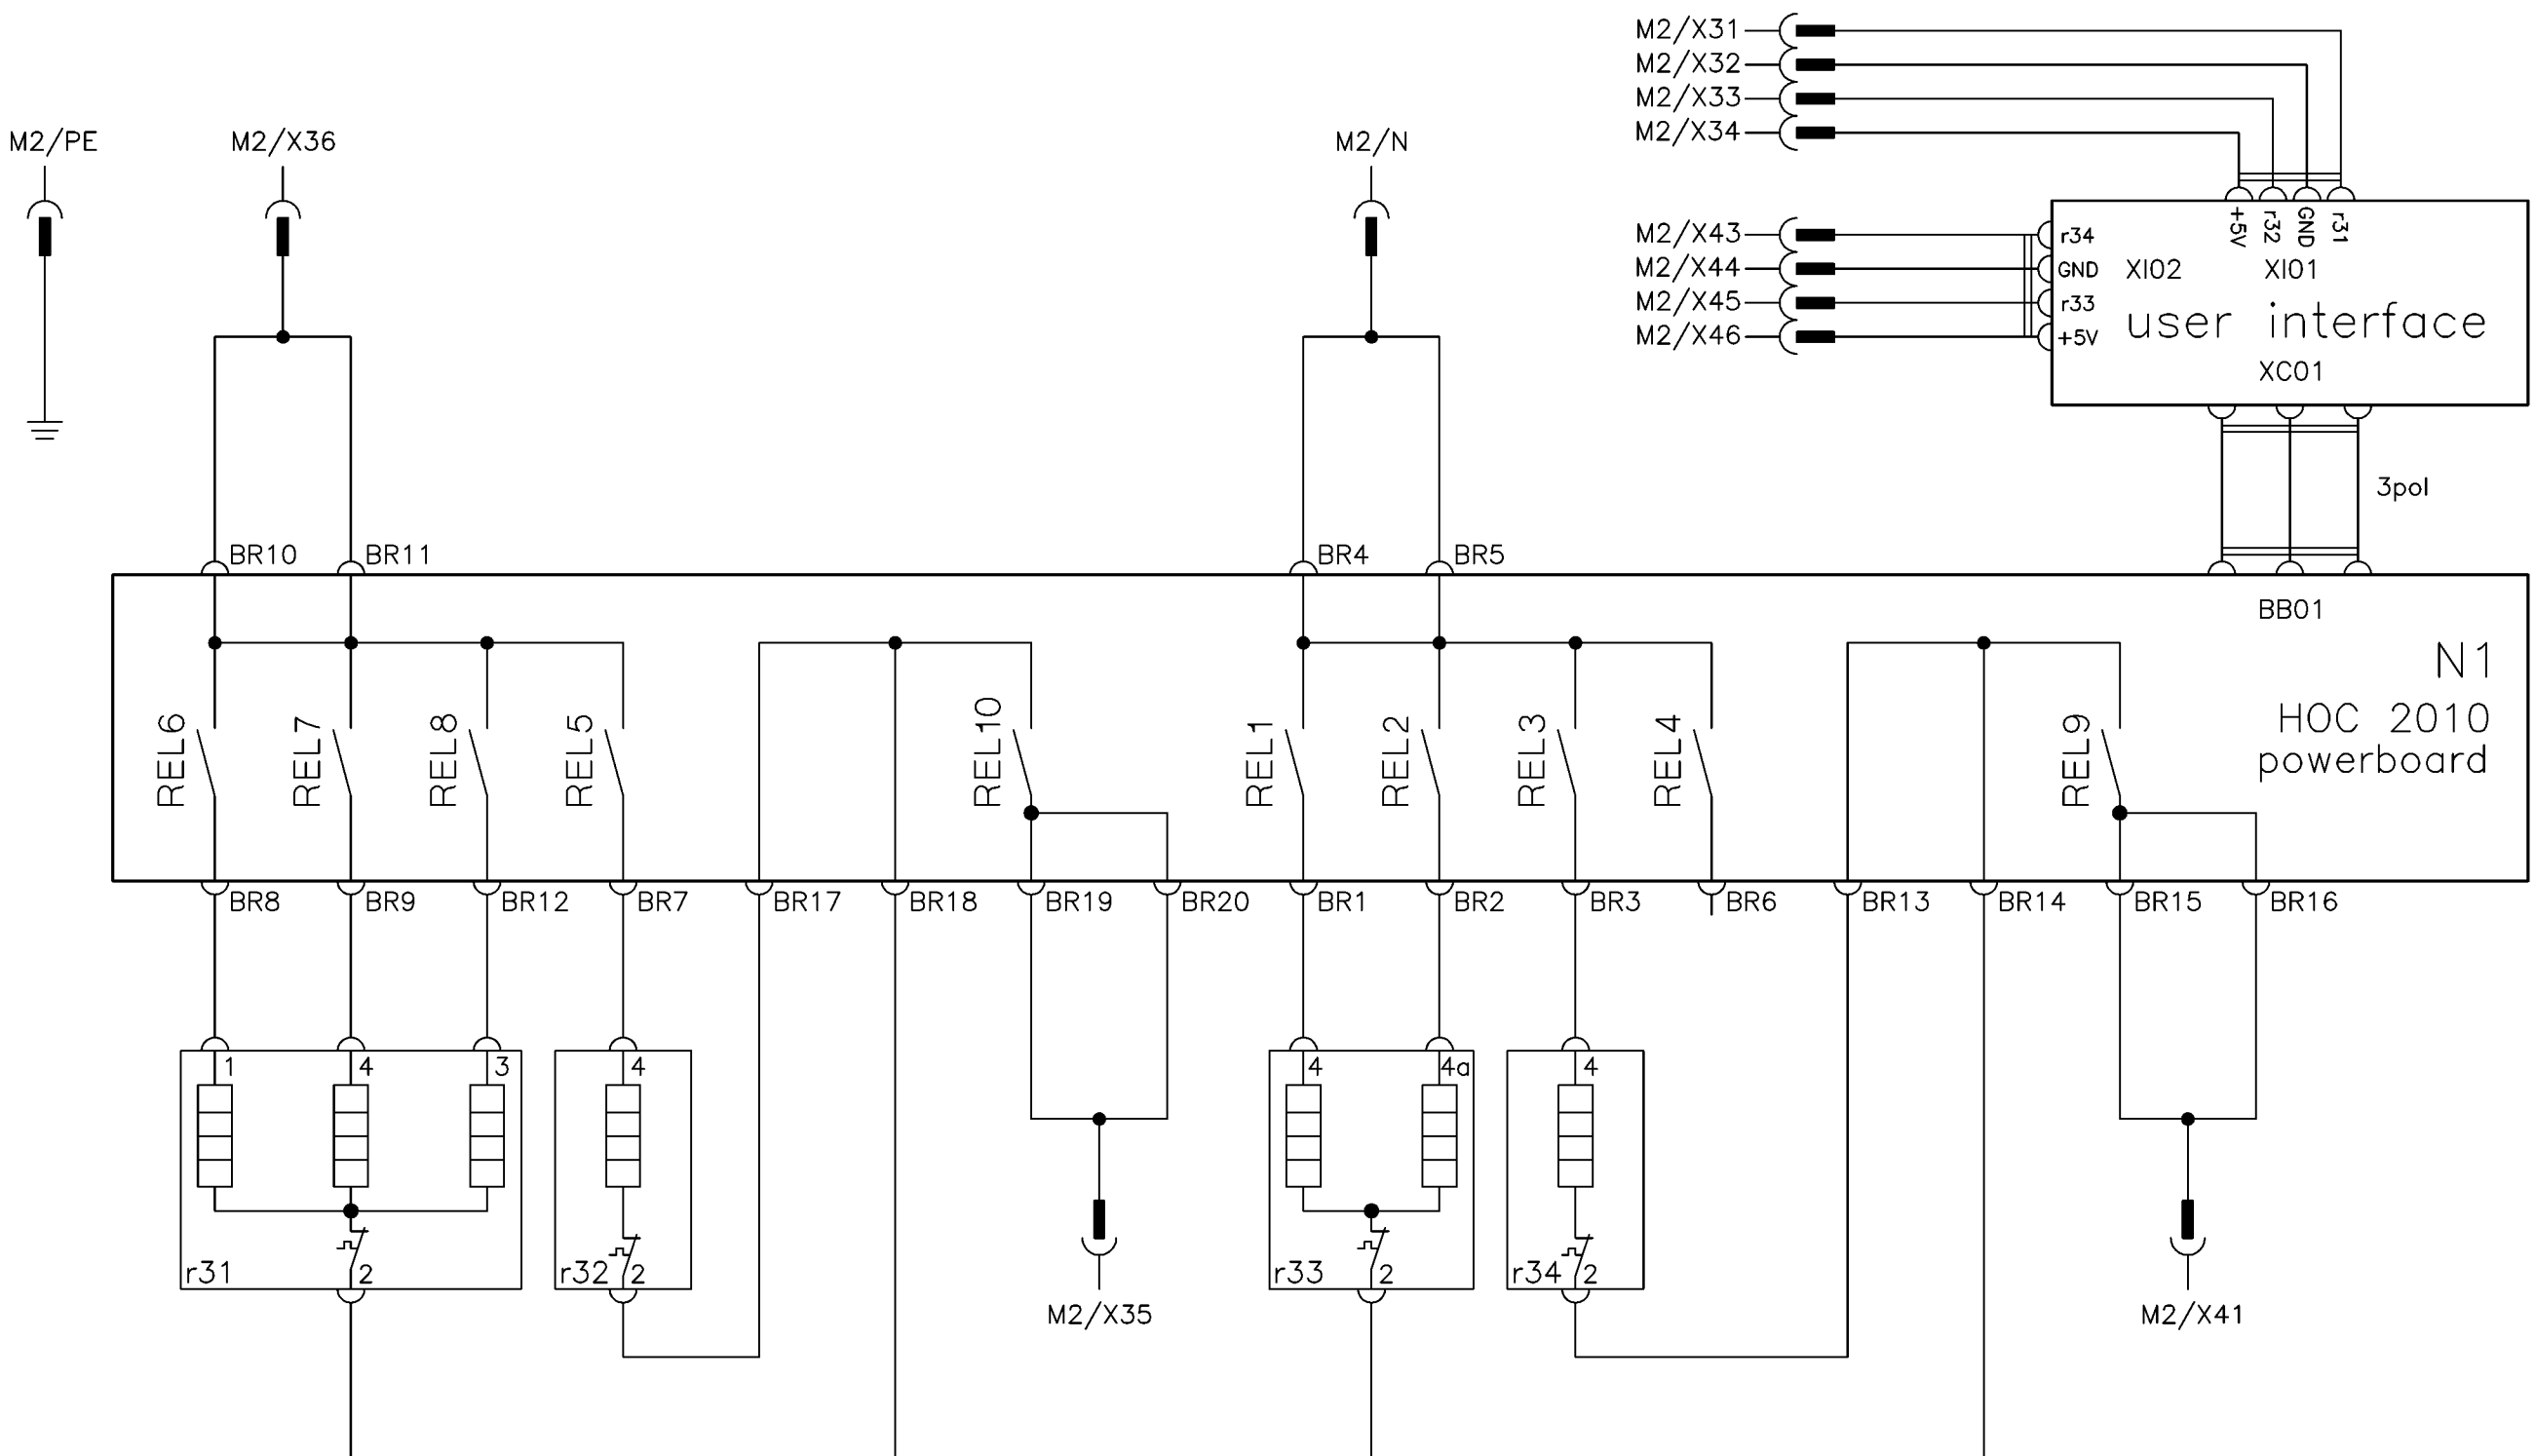 M2/X31
M2/X32
M2/X33
M2/X34
M2/PE
M2/X36
M2/N
+5V
r32
GND
r31
M2/X43
M2/X44
M2/X45
M2/X46
r34
GND
r33
+5V
XI02
XI01
user interface
XC01
3pol
BR10
BR11
BR4
BR5
BB01
N1
HOC 2010
powerboard
REL6
REL7
REL8
REL5
REL10
REL1
REL2
REL3
REL4
REL9
BR8
BR9
BR12
BR7
BR17
BR18
BR19
BR20
BR1
BR2
BR3
BR6
BR13
BR14
BR15
BR16
1
4
3
4
4
4a
4
r31
2
r32
2
r33
2
r34
2
M2/X35
M2/X41